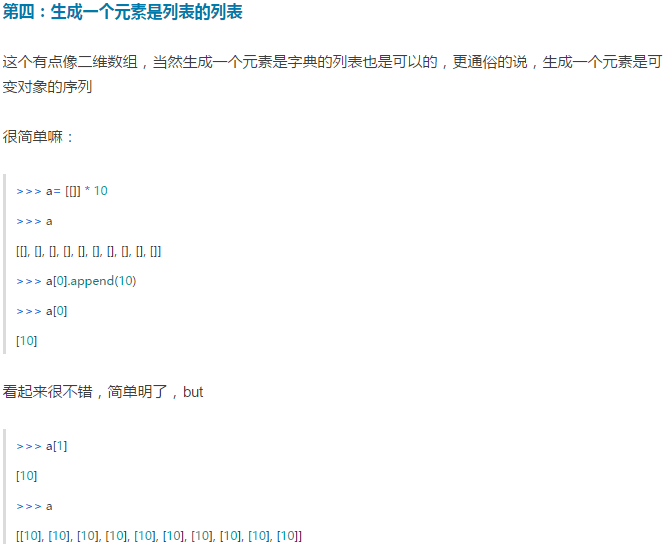 第四：生成一个元素是列表的列表
这个有点像二维数组，当然生成一个元素是字典的列表也是可以的，更通俗的说，生成一个元素是可
变对象的序列
很简单嘛：
>>> a= [[]] * 10
>>> a
[[], [], [], [], [], [], [], [], [], []]
>>> a[0].append(10)
>>> a[0]
[10]
看起来很不错，简单明了，but
>>> a[1]
[10]
>>> a
[[10], [10], [10], [10], [10], [10], [10], [10], [10], [10]]